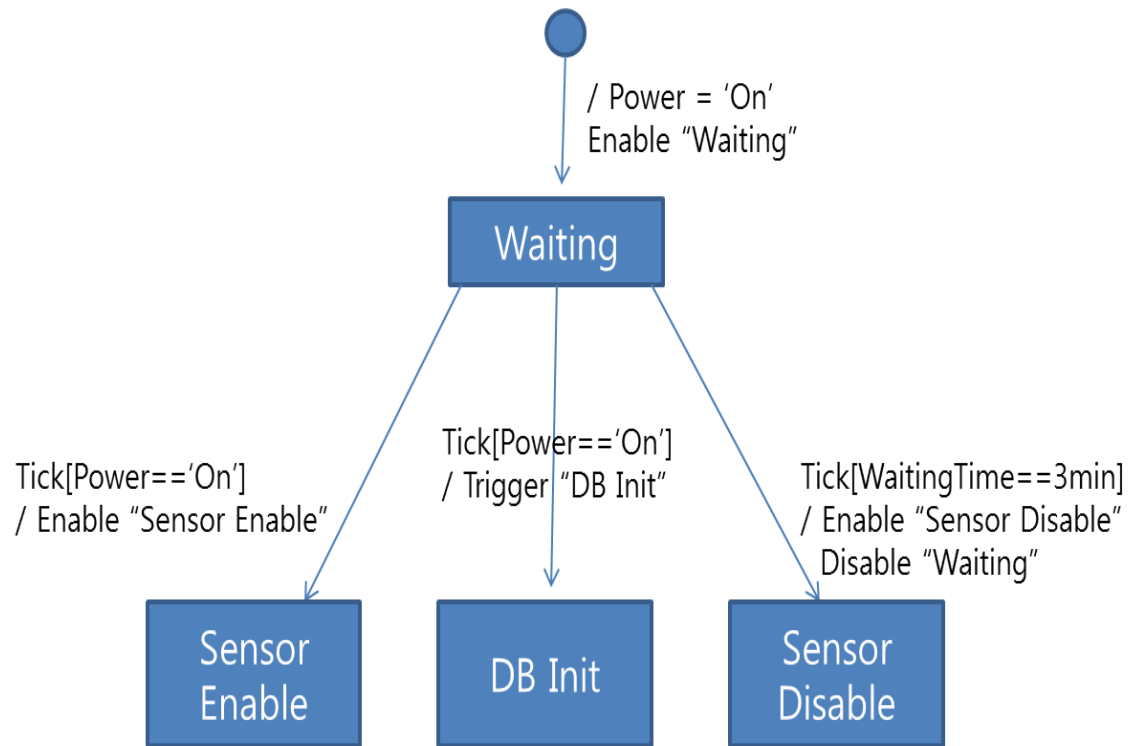 / Power = ‘On’
Enable “Waiting”
Waiting
Tick[Power==‘On’]
/ Enable “Sensor Enable”
Tick[Power==‘On’]
/ Trigger “DB Init”
Tick[WaitingTime==3min]
/ Enable “Sensor Disable”
Disable “Waiting”
Sensor
Enable
DB Init
Sensor
Disable